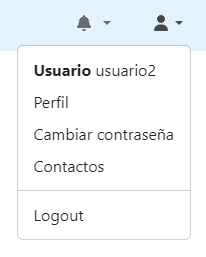 Usuario usuario2
Perfil
Cambiar contraseña
Contactos
Logout